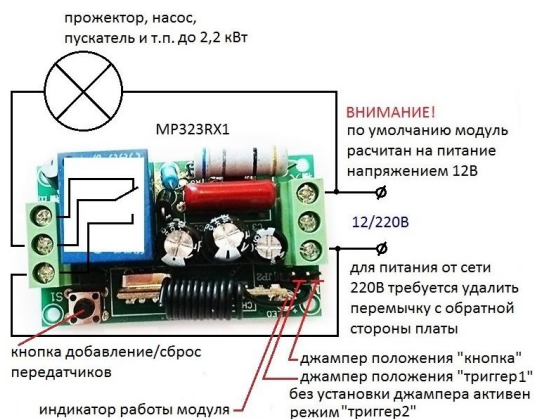 прожектор, насос,
пускатель и т.п. до 2,2 кВт
ВНИМАНИЕ!
MP323RX1
по умолчанию модуль
расчитан на питание
напряжением 12В
12/220В
для питания от сети
220В требуется удалить
перемычку с обратной
стороны платы
S1
кнопка добавление/сброс
передатчиков
джампер положения "кнопка"
джампер положения "триггер1"
без установки джампера активен
режим "триггер2"
индикатор работы модуля